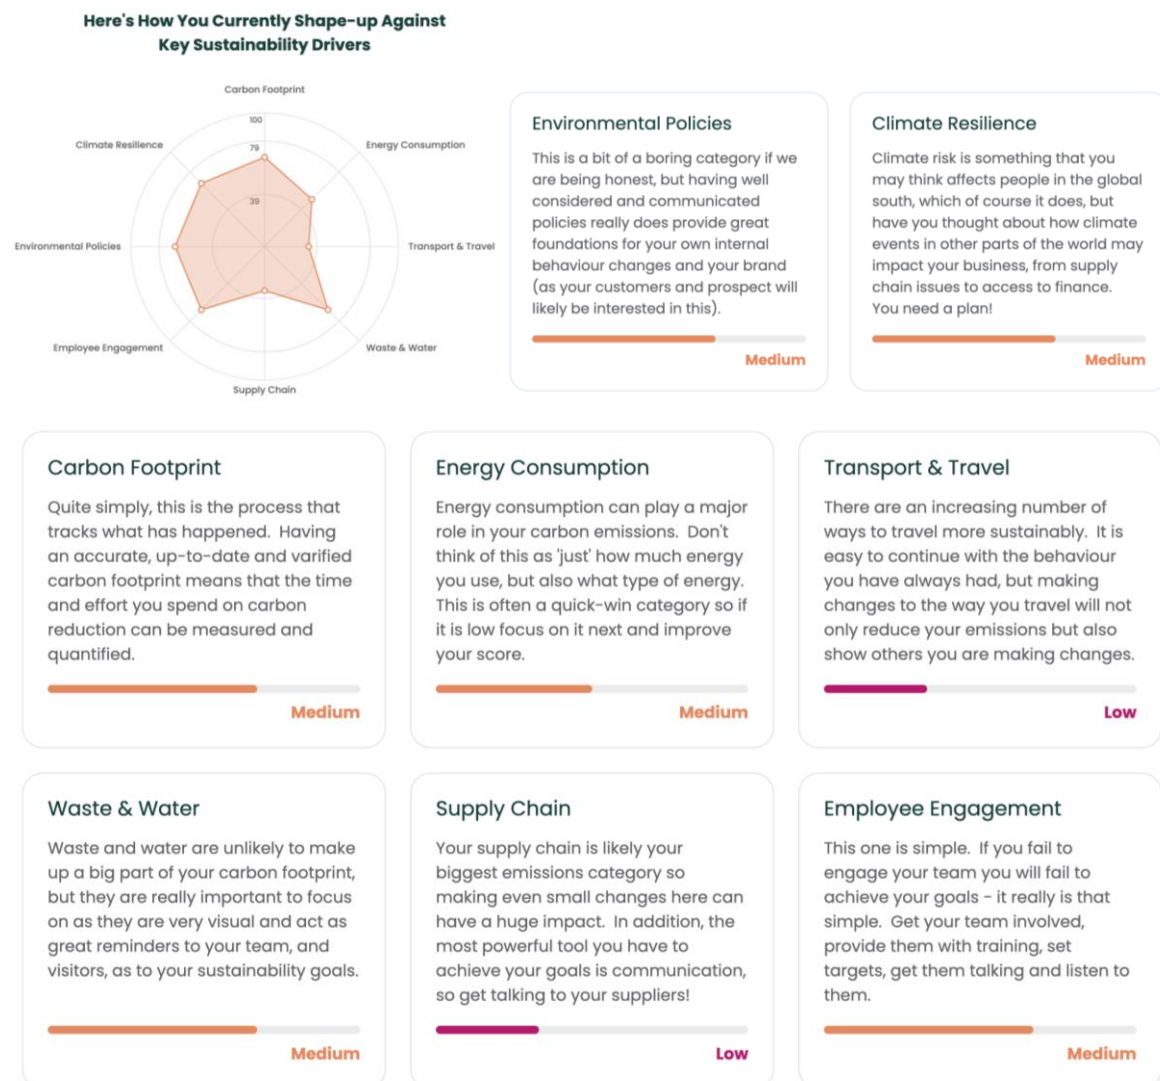 Here's How You Currently Shape-up Against
Key Sustainability Drivers
Carbon Footprint
100
79
39
Climate Resilience
Energy Consumption
Environmental Policies
Transport & Travel
Employee Engagement
Waste & Water
Supply Chain
Environmental Policies
This is a bit of a boring category if we
are being honest, but having well
considered and communicated
policies really does provide great
foundations for your own internal
behaviour changes and your brand
(as your customers and prospect will
likely be interested in this).
Medium
Climate Resilience
Climate risk is something that you
may think affects people in the global
south, which of course it does, but
have you thought about how climate
events in other parts of the world may
impact your business, from supply
chain issues to access to finance.
You need a plan!
Medium
Carbon Footprint
Quite simply, this is the process that
tracks what has happened.  Having
an accurate, up-to-date and varified
carbon footprint means that the time
and effort you spend on carbon
reduction can be measured and
quantified.
Medium
Energy Consumption
Energy consumption can play a major
role in your carbon emissions.  Don't
think of this as 'just' how much energy
you use, but also what type of energy.
This is often a quick-win category so if
it is low focus on it next and improve
your score.
Medium
Transport & Travel
There are an increasing number of
ways to travel more sustainably.  It is
easy to continue with the behaviour
you have always had, but making
changes to the way you travel will not
only reduce your emissions but also
show others you are making changes.
Low
Waste & Water
Waste and water are unlikely to make
up a big part of your carbon footprint,
but they are really important to focus
on as they are very visual and act as
great reminders to your team, and
visitors, as to your sustainability goals.
Medium
Supply Chain
Your supply chain is likely your
biggest emissions category so
making even small changes here can
have a huge impact.  In addition, the
most powerful tool you have to
achieve your goals is communication,
so get talking to your suppliers!
Low
Employee Engagement
This one is simple.  If you fail to
engage your team you will fail to
achieve your goals - it really is that
simple.  Get your team involved,
provide them with training, set
targets, get them talking and listen to
them.
Medium